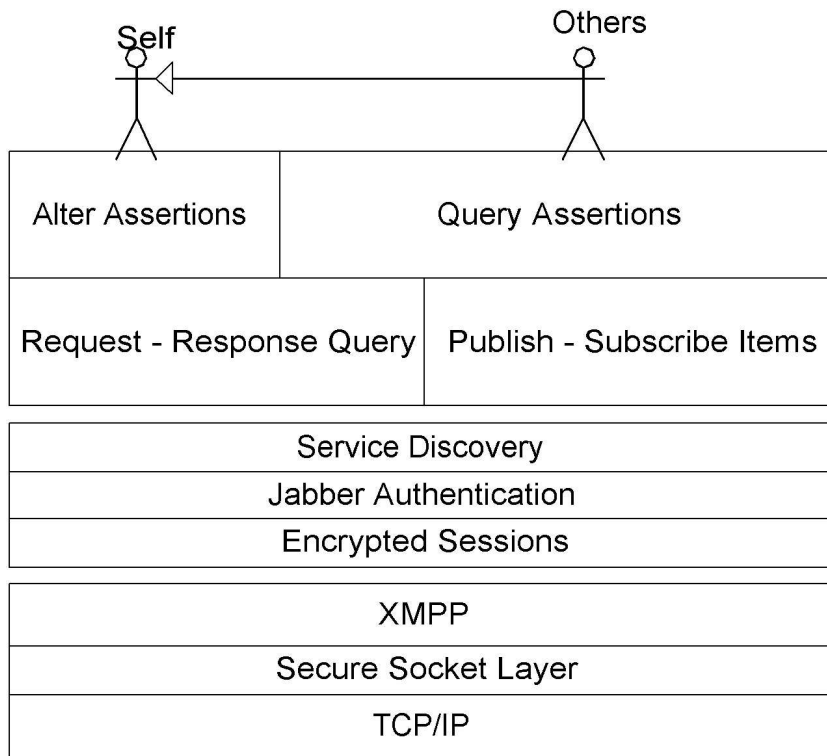 Self
Others
Alter Assertions
Query Assertions
Request - Response Query
Publish - Subscribe Items
Service Discovery
Jabber Authentication
Encrypted Sessions
XMPP
Secure Socket Layer
TCP/IP